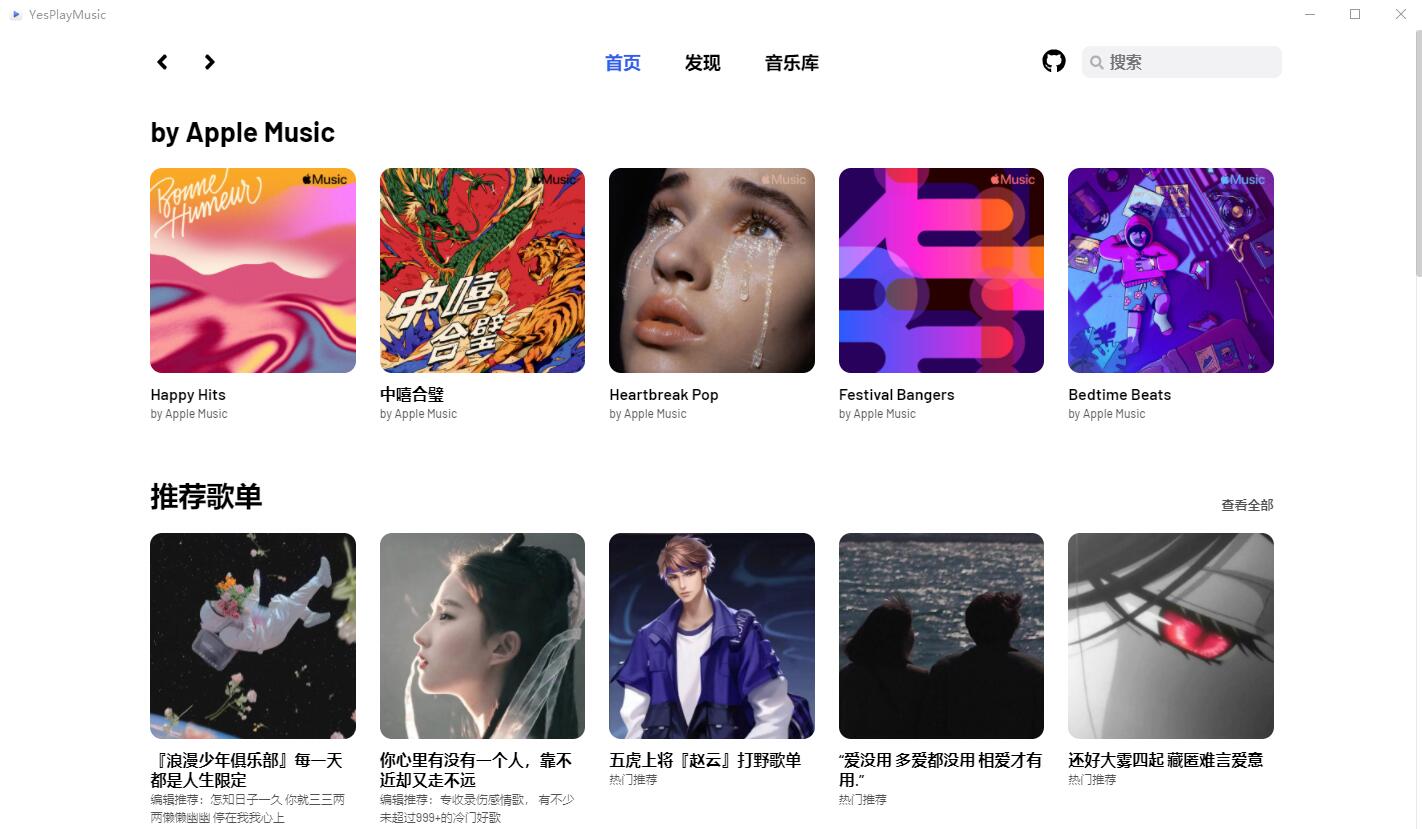 YesPlayMusic
首页 发现 音乐库
搜索
by Apple Music
Bonne Humeur
Music
Music
中嘻合璧
Music
Music
Music
Happy Hits
by Apple Music
中嘻合璧
by Apple Music
Heartbreak Pop
by Apple Music
Festival Bangers
by Apple Music
Bedtime Beats
by Apple Music
推荐歌单
查看全部
『浪漫少年俱乐部』每一天
都是人生限定
编辑推荐：怎知日子一久 你就三三两
两懒懒幽幽 停在我我心上
你心里有没有一个人，靠不
近却又走不远
编辑推荐：专收录伤感情歌， 有不少
未超过999+的冷门好歌
五虎上将『赵云』打野歌单
热门推荐
“爱没用 多爱都没用 相爱才有
用.”
热门推荐
还好大雾四起 藏匿难言爱意
热门推荐